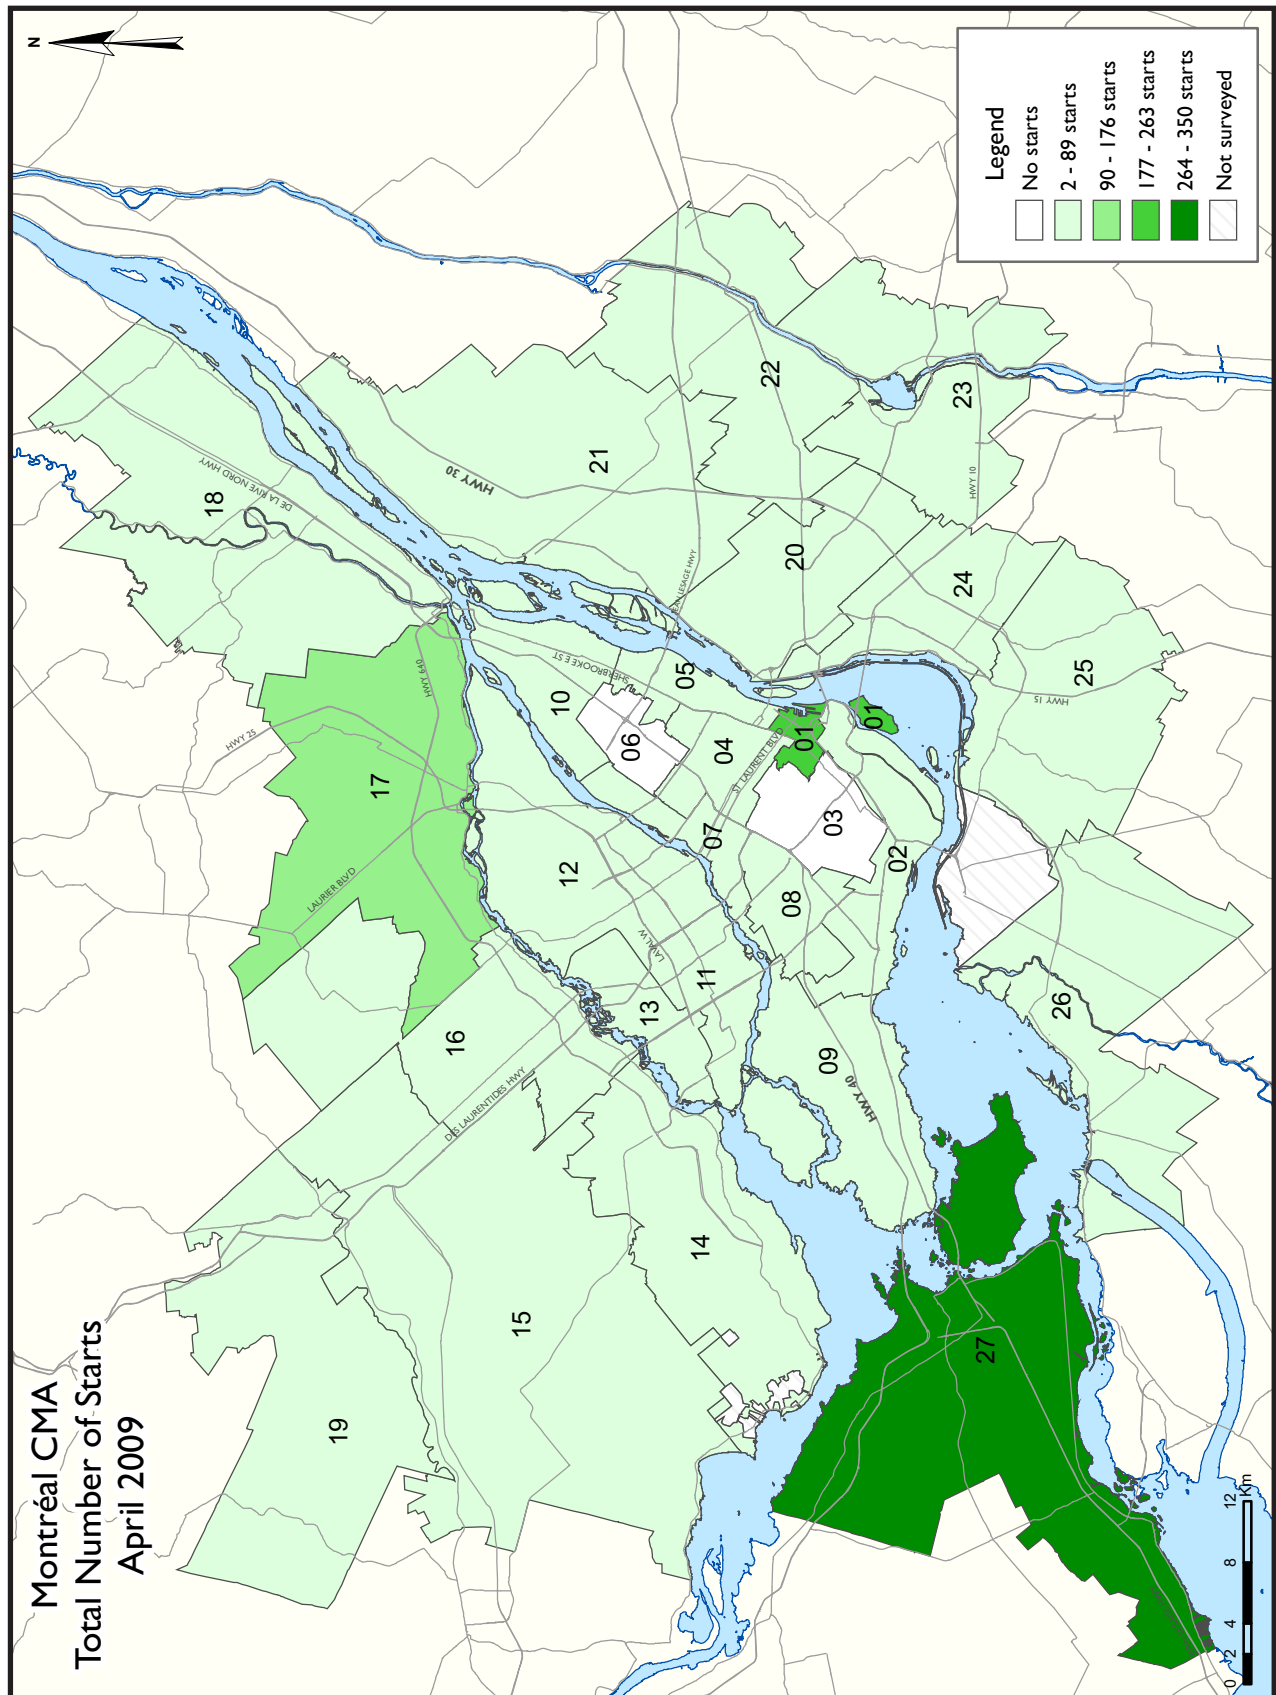 Montréal CMA
Total Number of Starts
April 2009
N
Legend
No starts
2 - 89 starts
90 - 176 starts
177 - 263 starts
264 - 350 starts
Not surveyed
18
DE LA RIVE NORD HWY
HWY 30
21
22
23
HWY 10
20
24
25
HWY 15
17
HWY 640
HWY 25
LAURIER BLVD
SHERBROOKE E ST
JEAN LESAGE HWY
10
05
06
04
01
01
ST LAURENT BLVD
03
07
02
08
12
LAVAL W
11
13
16
DES LAURENTIDES HWY
09
HWY 40
26
14
15
19
27
0 2 4 8 12
Km